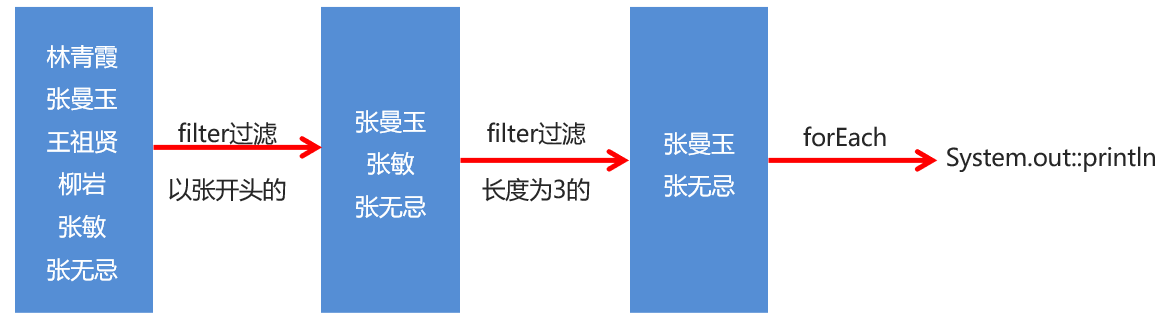 林青霞
张曼玉
王祖贤
柳岩
张敏
张无忌
filter过滤
以张开头的
张曼玉
张敏
张无忌
filter过滤
长度为3的
张曼玉
张无忌
forEach
System.out::println